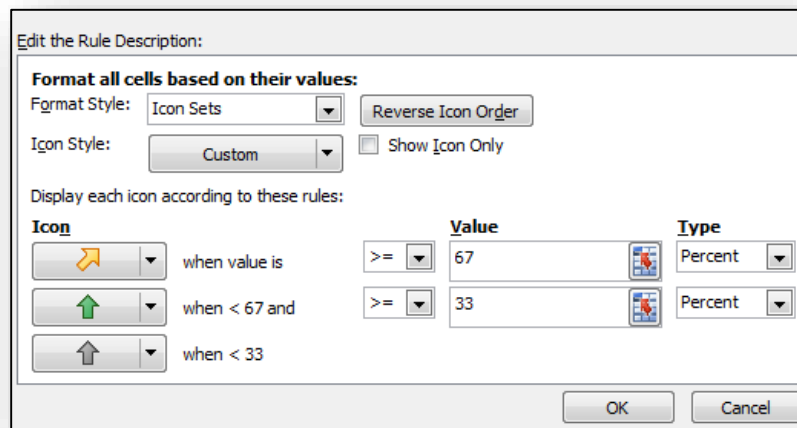 Edit the Rule Description:
Format all cells based on their values:
Format Style: Icon Sets Reverse Icon Order
Icon Style: Custom Show Icon Only
Display each icon according to these rules:
Icon Value Type
when value is >= 67 Percent
when < 67 and >= 33 Percent
when < 33
OK Cancel